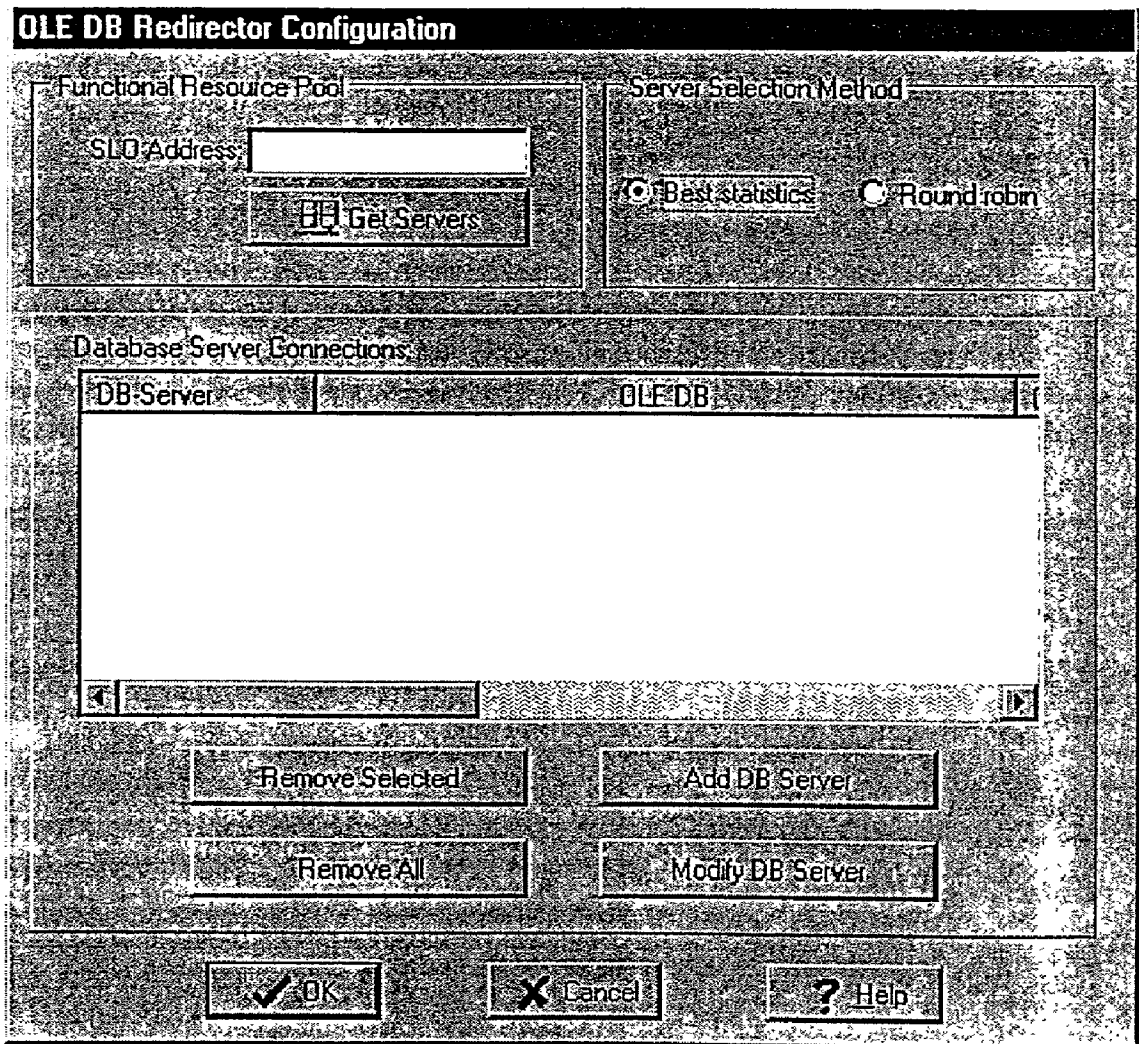 OLE DB Redirector Configuration
Functional Resource Pool
SLO Address:
Get Servers
Server Selection Method
Best statistics
Round robin
Database Server Connections:
DB Server
OLE DB
Remove Selected
Add DB Server
Remove All
Modify DB Server
OK
Cancel
Help